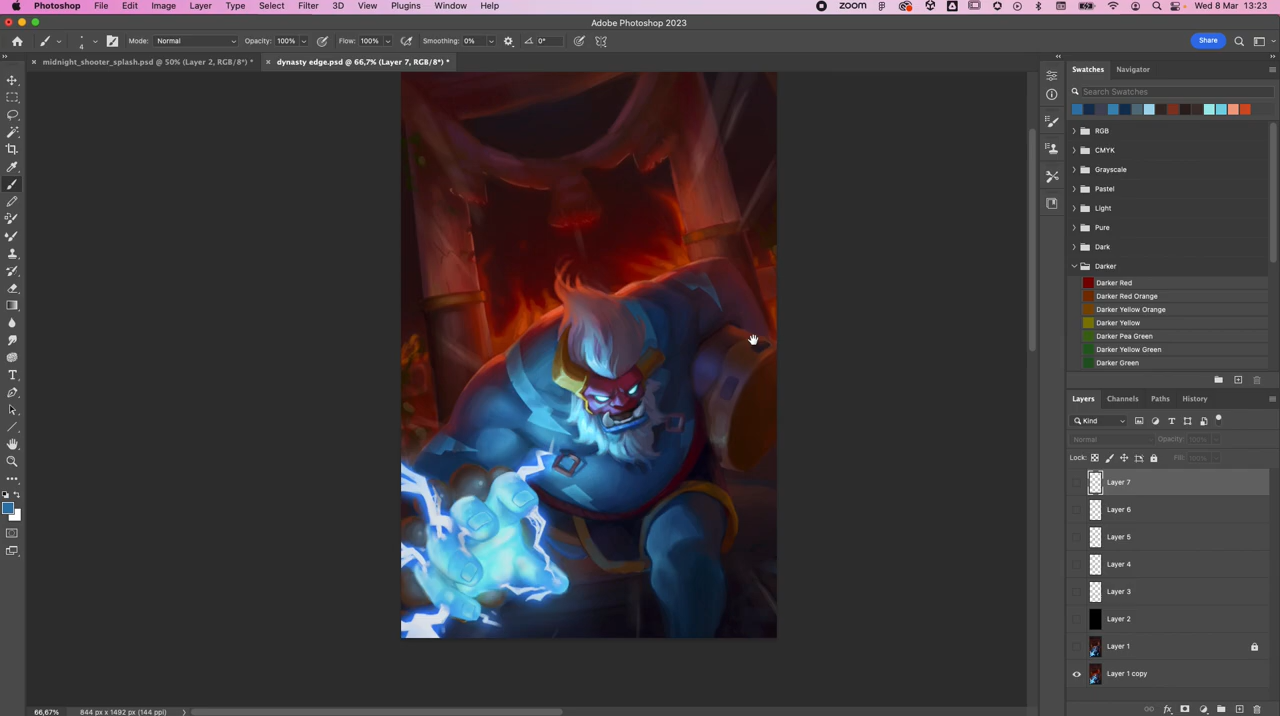 Photoshop File Edit Image Layer Type Select Filter 3D View Plugins Window Help zoom Wed 8 Mar 13:23
Adobe Photoshop 2023
4 Mode: Normal Opacity: 100% Flow: 100% Smoothing: 0% 0° Share
midnight_shooter_splash.psd @ 50% (Layer 2, RGB/8*) * dynasty edge.psd @ 66,7% (Layer 7, RGB/8*) *
Swatches Navigator
Search Swatches
RGB
CMYK
Grayscale
Pastel
Light
Pure
Dark
Darker
Darker Red
Darker Red Orange
Darker Yellow Orange
Darker Yellow
Darker Pea Green
Darker Yellow Green
Darker Green
Layers Channels Paths History
Kind
Normal Opacity: 100%
Lock: Fill: 100%
Layer 7
Layer 6
Layer 5
Layer 4
Layer 3
Layer 2
Layer 1
Layer 1 copy
66,67% 844 px x 1492 px (144 ppi)